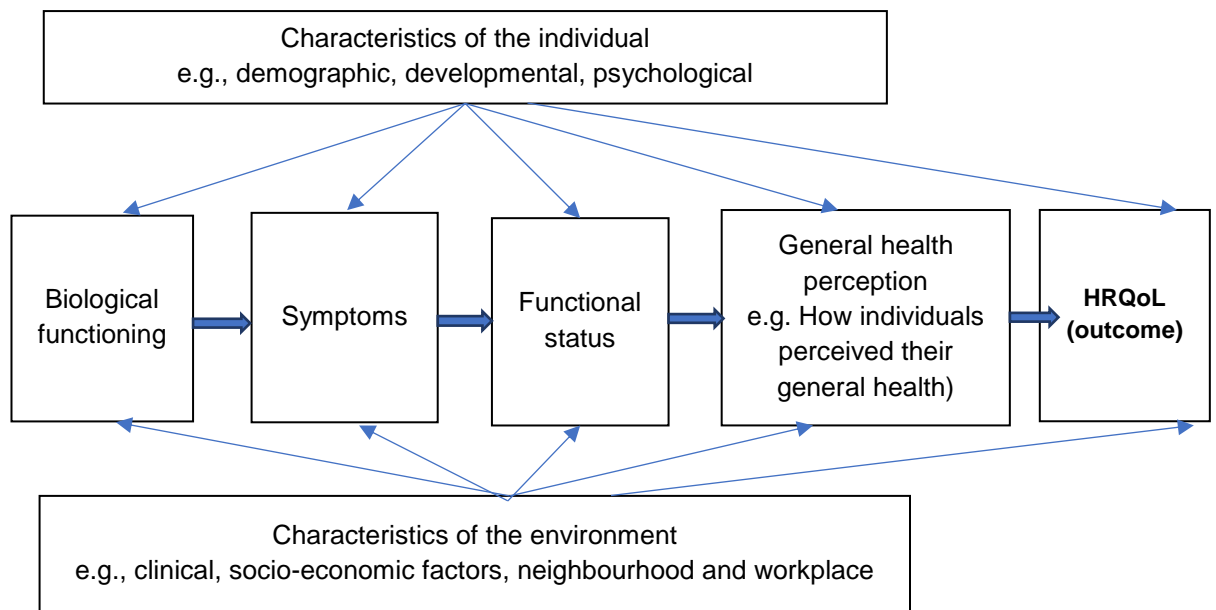 Characteristics of the individual
e.g., demographic, developmental, psychological
Biological
functioning
Symptoms
Functional
status
General health
perception
e.g. How individuals
perceived their
general health)
HRQoL
(outcome)
Characteristics of the environment
e.g., clinical, socio-economic factors, neighbourhood and workplace